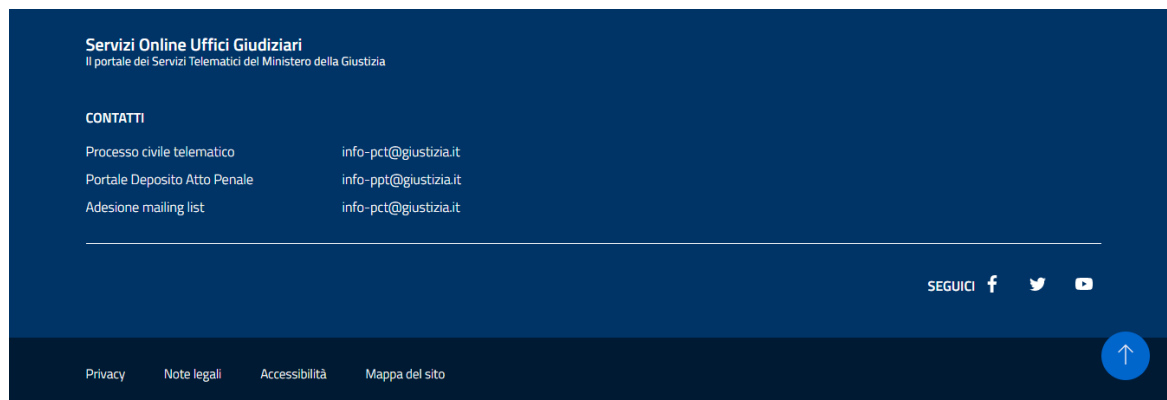 Servizi Online Uffici Giudiziari
Il portale dei Servizi Telematici del Ministero della Giustizia
CONTATTI
Processo civile telematico info-pct@giustizia.it
Portale Deposito Atto Penale info-ppt@giustizia.it
Adesione mailing list info-pct@giustizia.it
SEGUICI
Privacy Note legali Accessibilità Mappa del sito